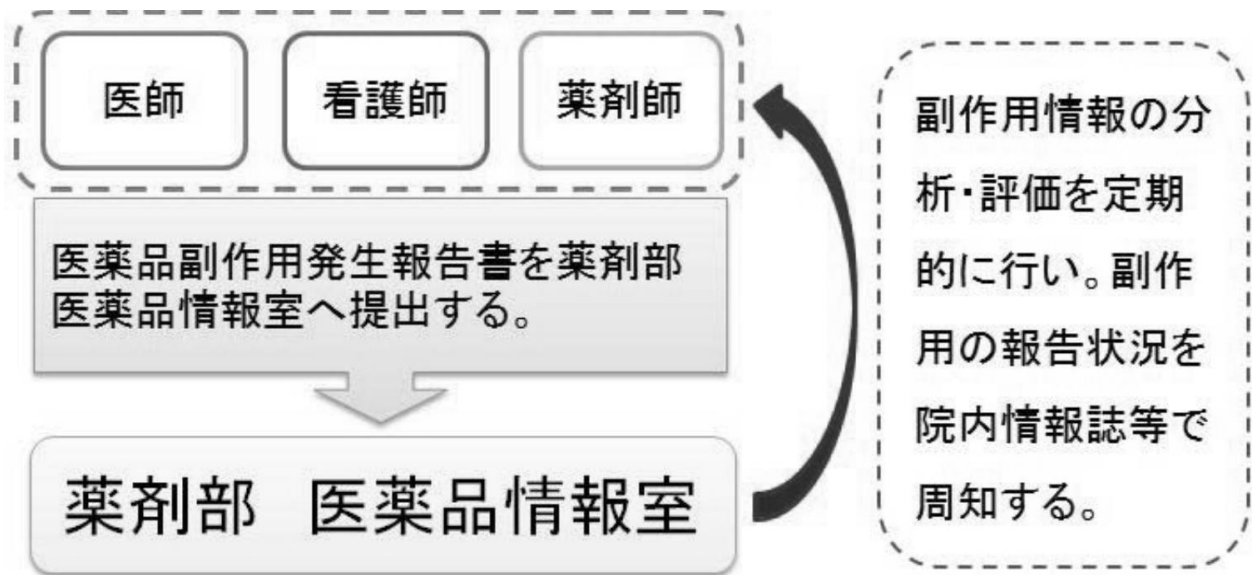 医師
看護師
薬剤師
医薬品副作用発生報告書を薬剤部
医薬品情報室へ提出する。
薬剤部 医薬品情報室
副作用情報の分
析・評価を定期
的に行い。副作
用の報告状況を
院内情報誌等で
周知する。